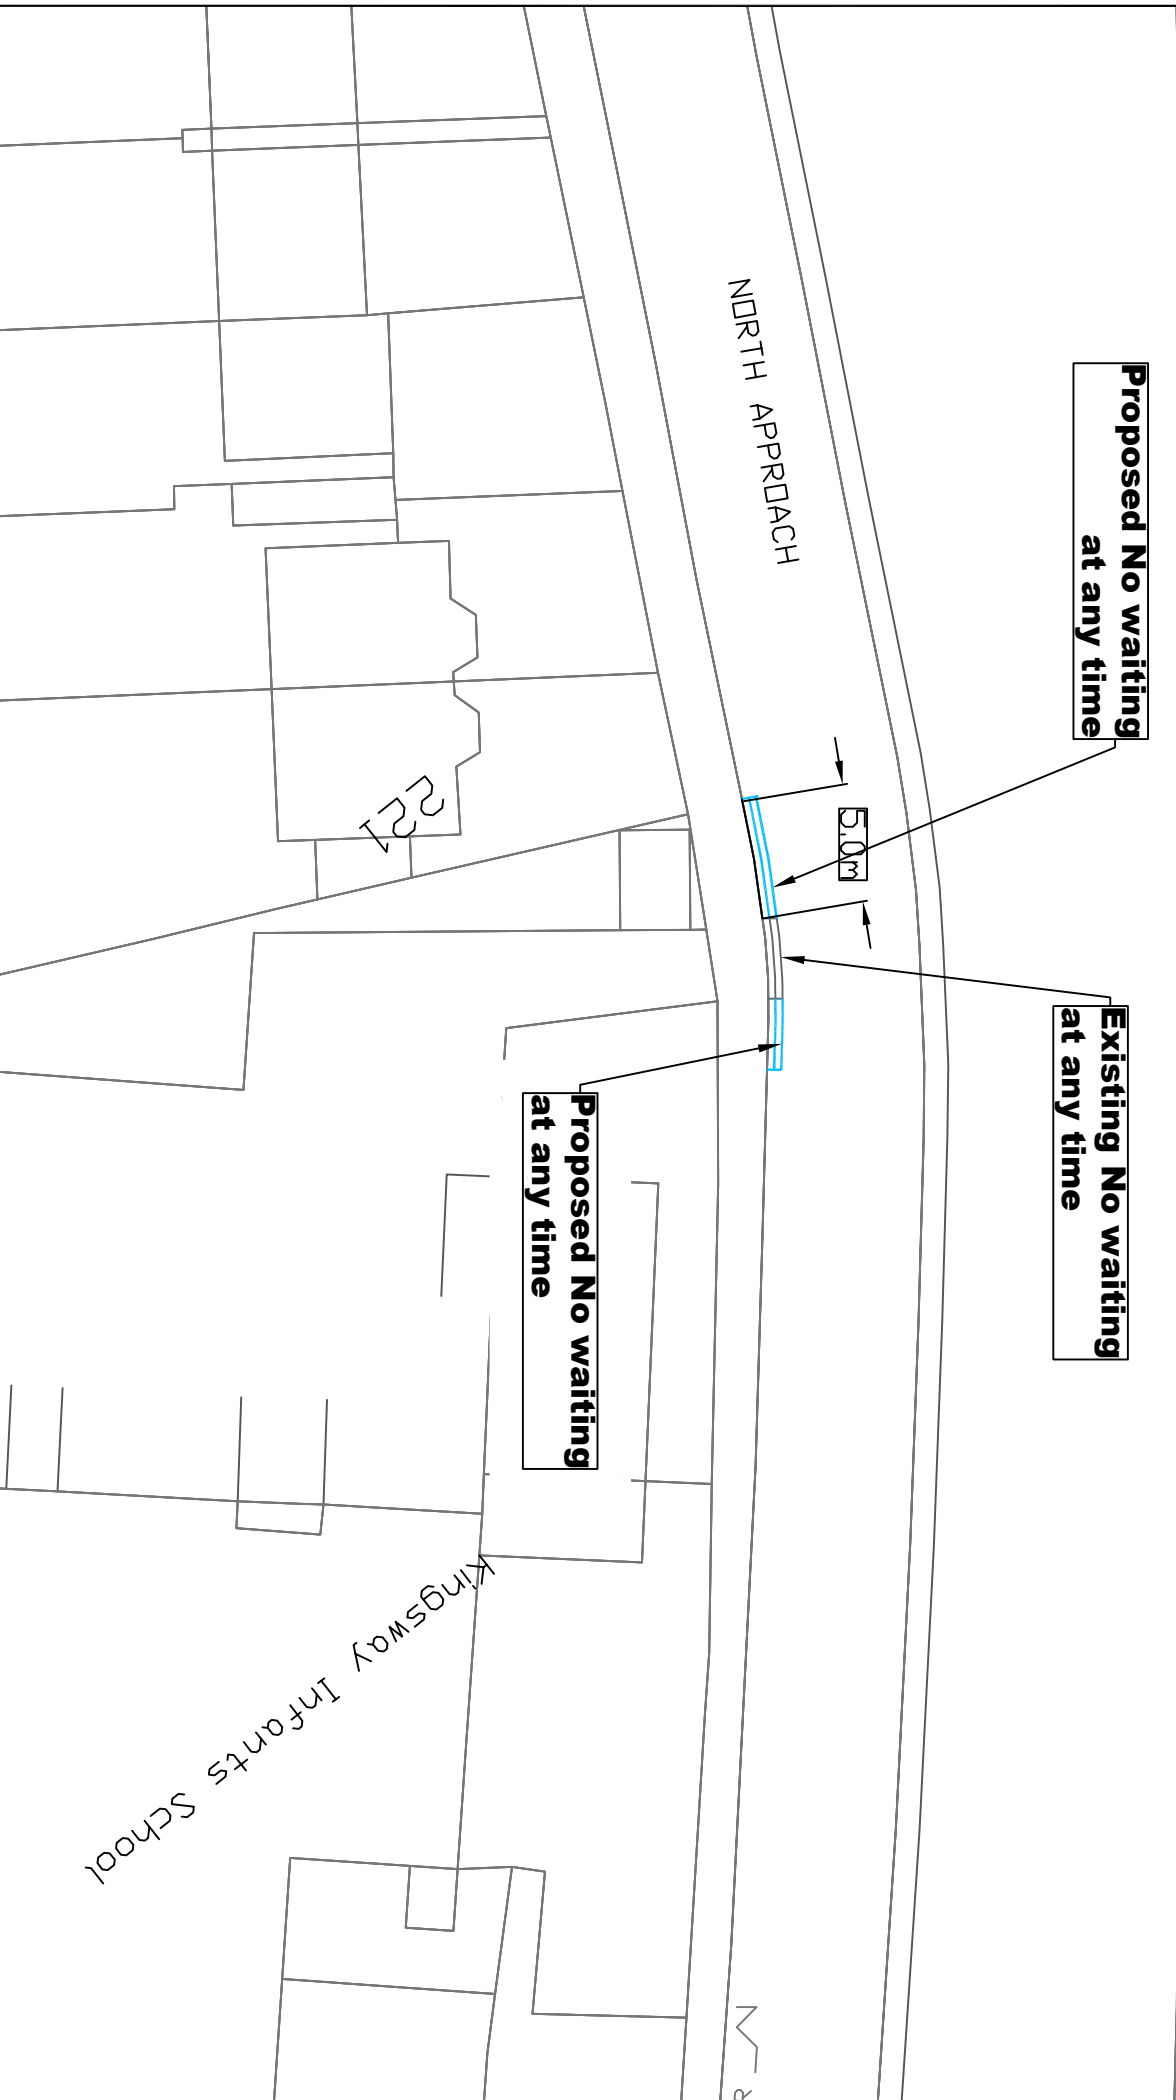 Proposed No waiting
at any time
Existing No waiting
at any time
NORTH APPROACH
5.0m
Proposed No waiting
at any time
221
Kingsway Infants School